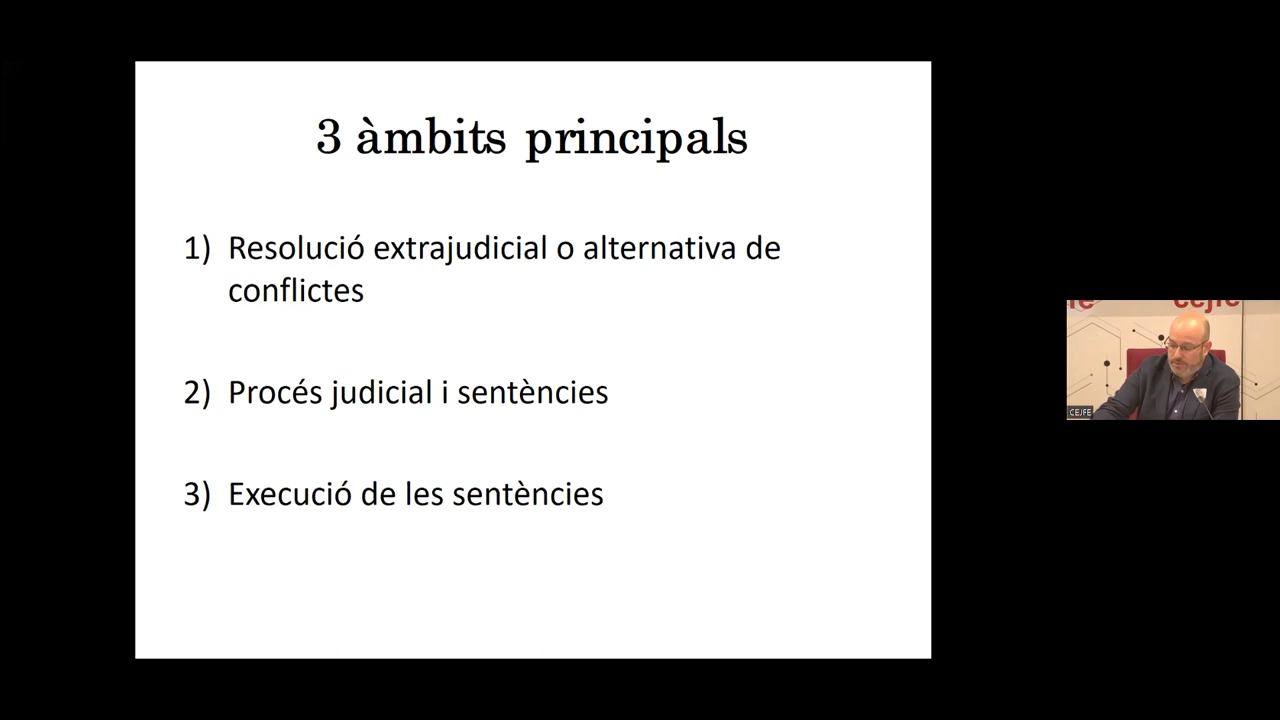 3 àmbits principals
1) Resolució extrajudicial o alternativa de
conflictes
2) Procés judicial i sentències
3) Execució de les sentències
cejfe
CEJFE